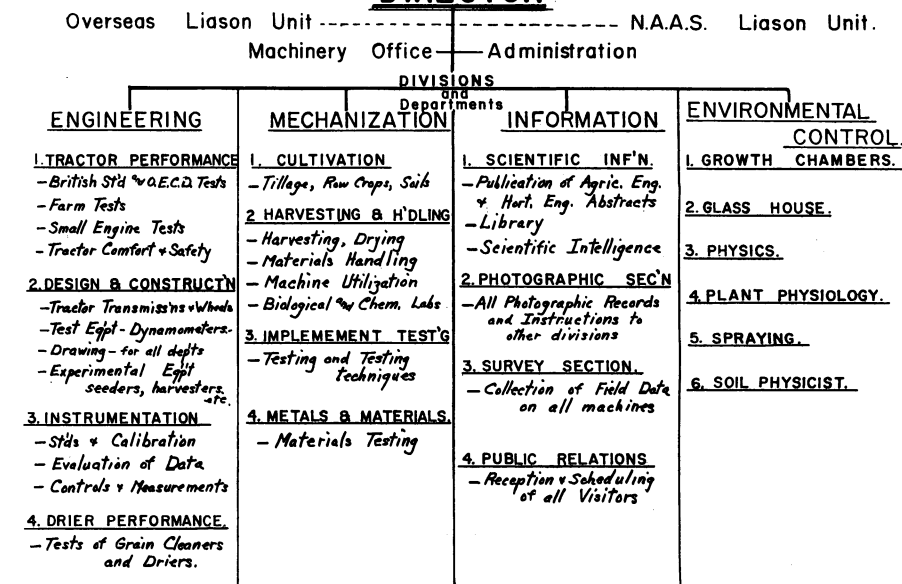 DIRECTOR
Overseas Liason Unit ---------- N.A.A.S. Liason Unit.
Machinery Office — Administration
DIVISIONS
and
Departments
ENGINEERING
1. TRACTOR PERFORMANCE
- British St'd and O.E.C.D. Tests
- Farm Tests
- Small Engine Tests
- Tractor Comfort & Safety
2. DESIGN & CONSTRUCT'N
- Tractor Transmiss'ns & Wheels
- Test Eqpt - Dynamometers.
- Drawing - for all depts
- Experimental Eqp't
seeders, harvesters,
etc.
3. INSTRUMENTATION
- St'ds & Calibration
- Evaluation of Data
- Controls & Measurements
4. DRIER PERFORMANCE.
- Tests of Grain Cleaners
and Driers.
MECHANIZATION
1. CULTIVATION
- Tillage, Row Crops, Soils
2 HARVESTING & H'DLING
- Harvesting, Drying
- Materials Handling
- Machine Utilization
- Biological and Chem. Labs
3. IMPLEMEMENT TEST'G
- Testing and Testing
techniques
4. METALS & MATERIALS.
- Materials Testing
INFORMATION
1. SCIENTIFIC INF'N.
- Publication of Agric. Eng.
& Hort. Eng. Abstracts
- Library
- Scientific Intelligence
2. PHOTOGRAPHIC SEC'N
- All Photographic Records
and Instructions to
other divisions
3. SURVEY SECTION.
- Collection of Field Data
on all machines
4. PUBLIC RELATIONS
- Reception & Scheduling
of all Visitors
ENVIRONMENTAL
CONTROL.
1. GROWTH CHAMBERS.
2. GLASS HOUSE.
3. PHYSICS.
4. PLANT PHYSIOLOGY.
5. SPRAYING.
6. SOIL PHYSICIST.